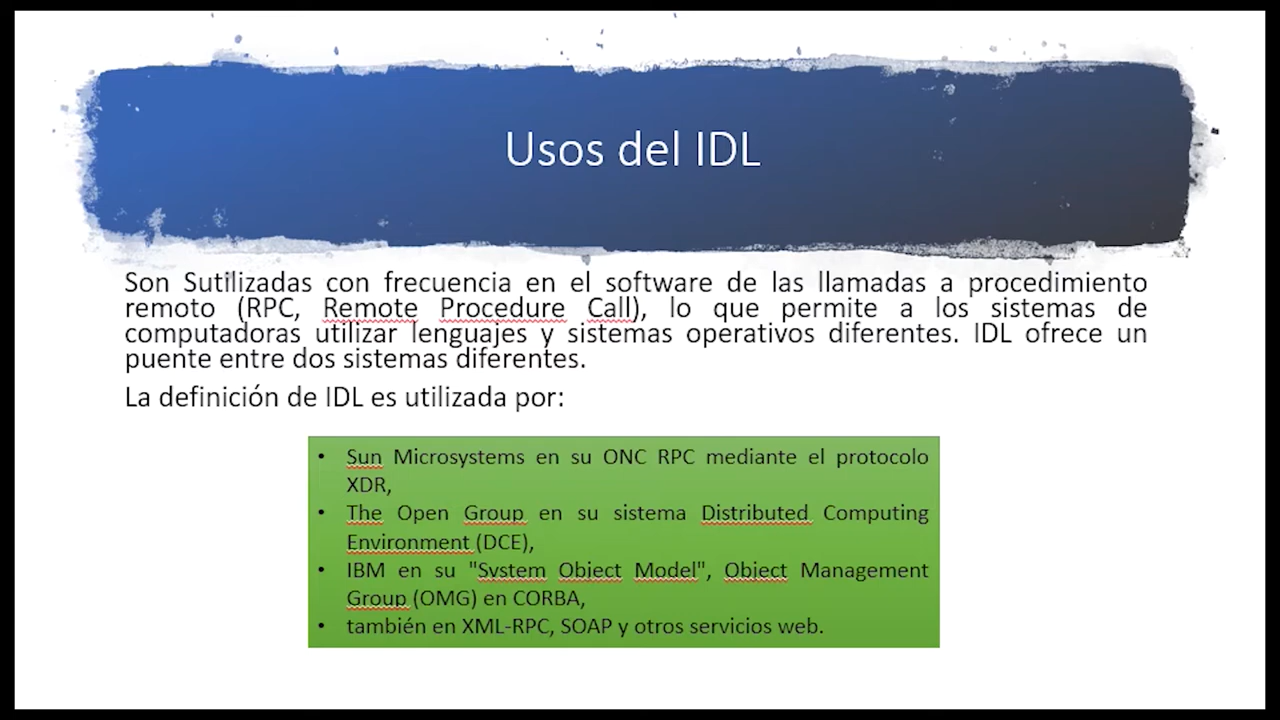 Usos del IDL
Son Sutilizadas con frecuencia en el software de las llamadas a procedimiento
remoto (RPC, Remote Procedure Call), lo que permite a los sistemas de
computadoras utilizar lenguajes y sistemas operativos diferentes. IDL ofrece un
puente entre dos sistemas diferentes.
La definición de IDL es utilizada por:
• Sun Microsystems en su ONC RPC mediante el protocolo
XDR,
• The Open Group en su sistema Distributed Computing
Environment (DCE),
• IBM en su "System Object Model", Object Management
Group (OMG) en CORBA,
• también en XML-RPC, SOAP y otros servicios web.